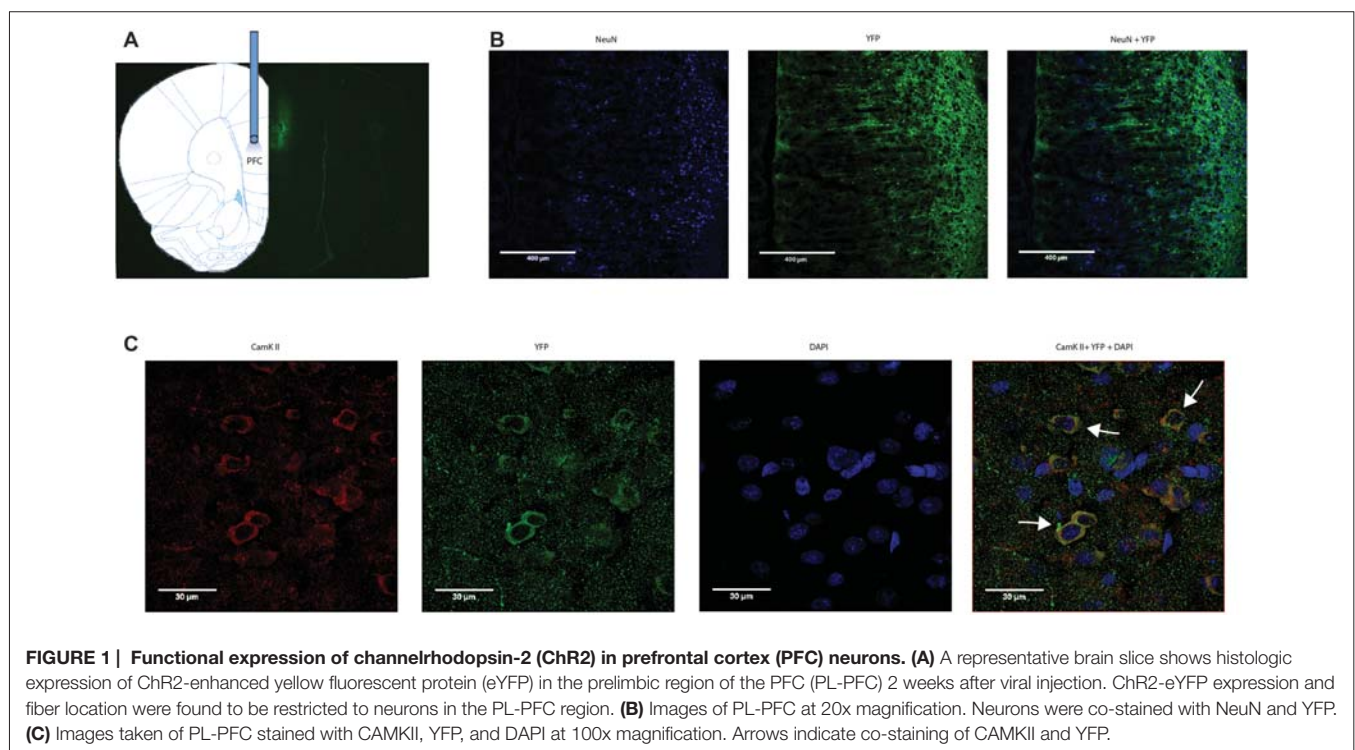 A
PFC
B
NeuN
YFP
NeuN + YFP
400 µm
400 µm
400 µm
C
CamK II
YFP
DAPI
CamK II + YFP + DAPI
30 µm
30 µm
30 µm
30 µm
FIGURE 1 | Functional expression of channelrhodopsin-2 (ChR2) in prefrontal cortex (PFC) neurons. (A) A representative brain slice shows histologic
expression of ChR2-enhanced yellow fluorescent protein (eYFP) in the prelimbic region of the PFC (PL-PFC) 2 weeks after viral injection. ChR2-eYFP expression and
fiber location were found to be restricted to neurons in the PL-PFC region. (B) Images of PL-PFC at 20x magnification. Neurons were co-stained with NeuN and YFP.
(C) Images taken of PL-PFC stained with CAMKII, YFP, and DAPI at 100x magnification. Arrows indicate co-staining of CAMKII and YFP.